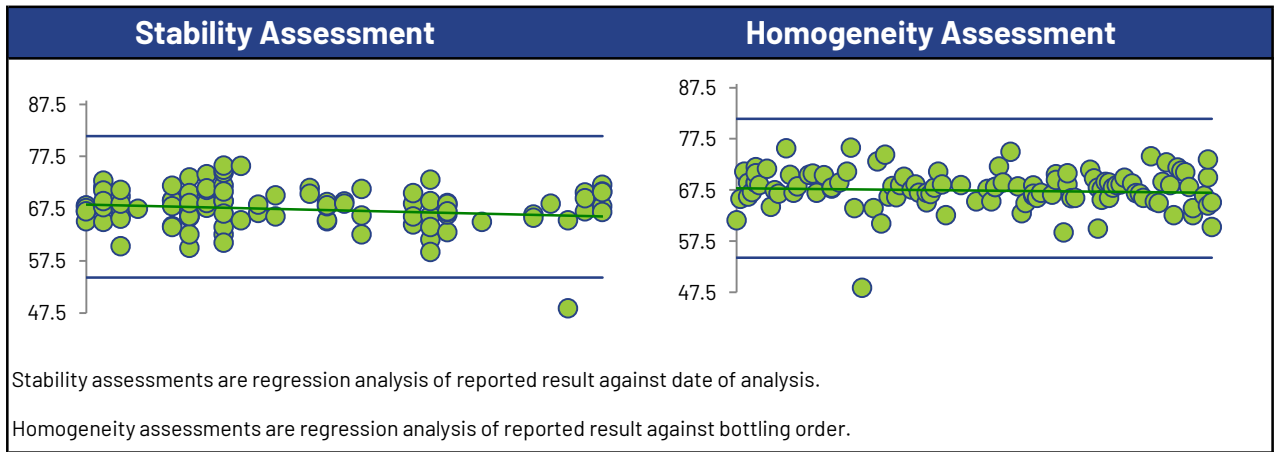 Stability Assessment
Homogeneity Assessment
87.5
77.5
67.5
57.5
47.5
87.5
77.5
67.5
57.5
47.5
Stability assessments are regression analysis of reported result against date of analysis.
Homogeneity assessments are regression analysis of reported result against bottling order.